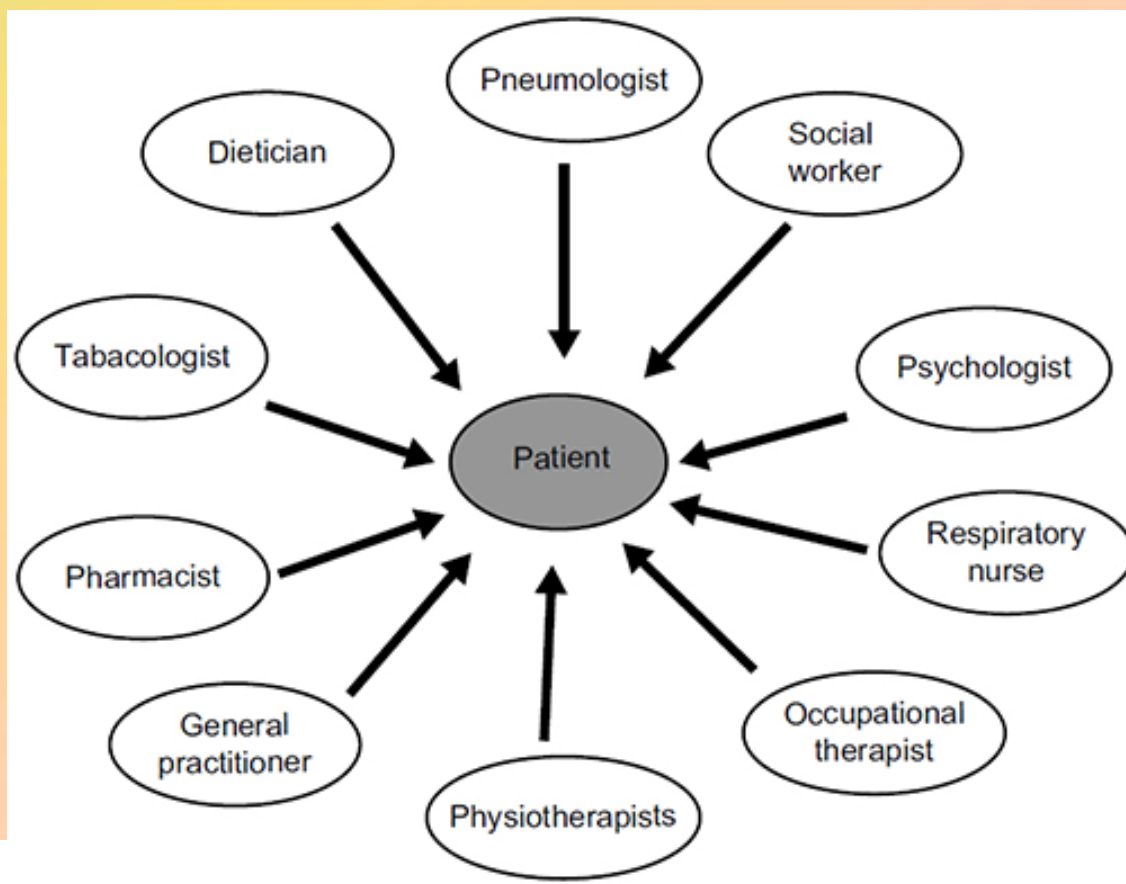 Pneumologist
Social
worker
Dietician
Tabacologist
Psychologist
Patient
Respiratory
nurse
Pharmacist
General
practitioner
Occupational
therapist
Physiotherapists